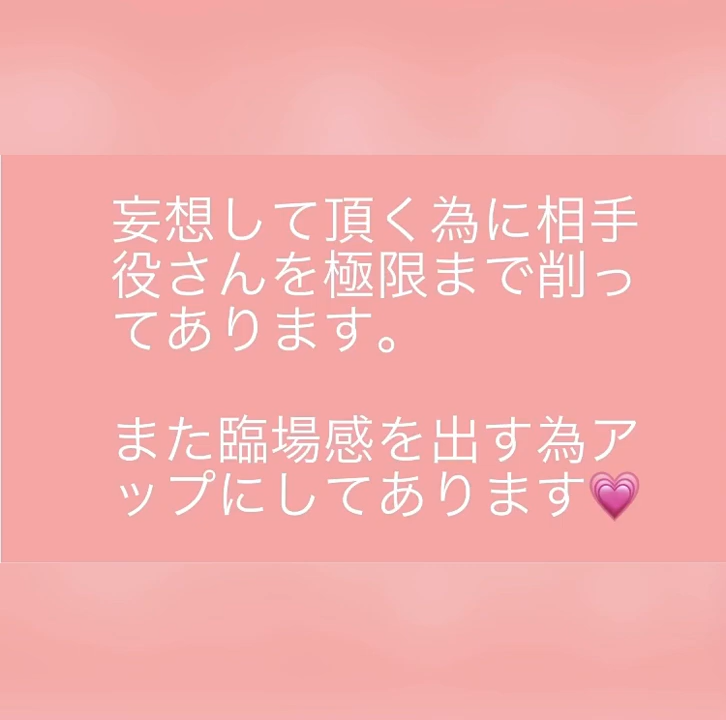 妄想して頂く為に相手
役さんを極限まで削っ
てあります。
また臨場感を出す為ア
ップにしてあります💗